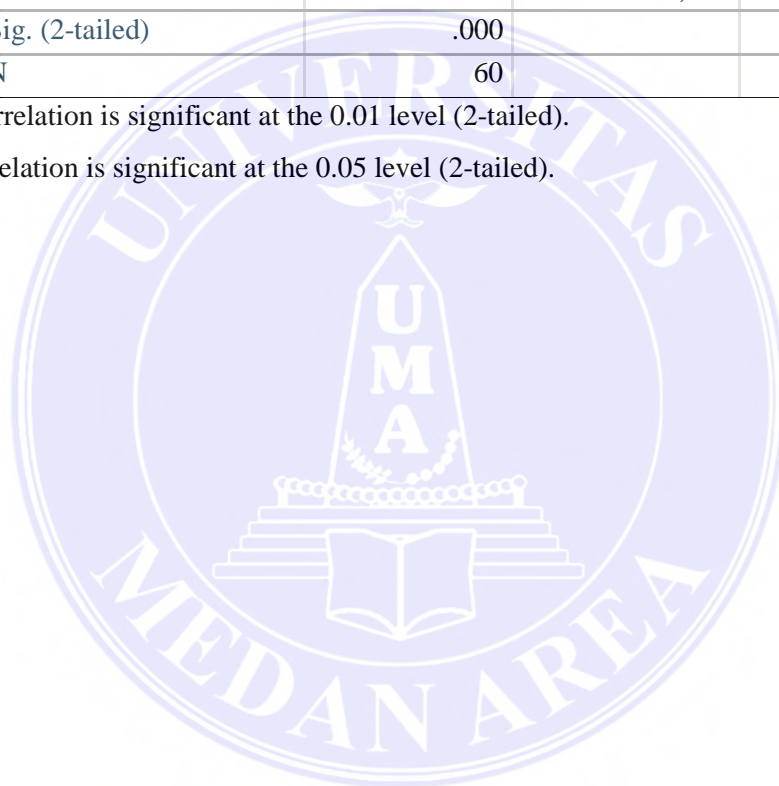 ig. (2-tailed) .000
N 60
rrelation is significant at the 0.01 level (2-tailed).
elation is significant at the 0.05 level (2-tailed).
UNIVERSITAS
U
M
A
MEDAN AREA